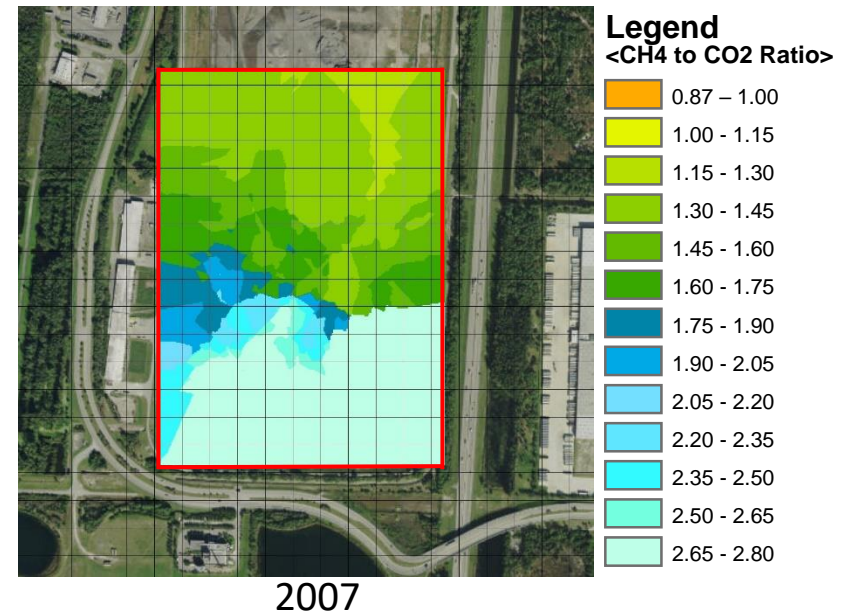 Legend
<CH4 to CO2 Ratio>
0.87 – 1.00
1.00 - 1.15
1.15 - 1.30
1.30 - 1.45
1.45 - 1.60
1.60 - 1.75
1.75 - 1.90
1.90 - 2.05
2.05 - 2.20
2.20 - 2.35
2.35 - 2.50
2.50 - 2.65
2.65 - 2.80
2007